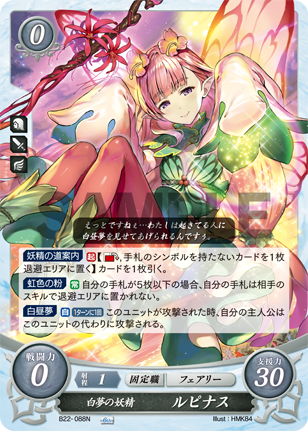 0
SAMPLE
えっとですねぇ…わたしは起きてる人に
白昼夢を見せてあげられるんですぅ。
妖精の道案内 起 【 , 手札のシンボルを持たないカードを1枚
退避エリアに置く】カードを1枚引く。
虹色の粉 常 自分の手札が5枚以下の場合、自分の手札は相手の
スキルで退避エリアに置かれない。
白昼夢 自 〔1ターンに1回〕このユニットが攻撃された時、自分の主人公は
このユニットの代わりに攻撃される。
戦闘力
0
射程 1
固定職
フェアリー
支援力
30
白夢の妖精 ルピナス
B22-088N
Illust : HMK84